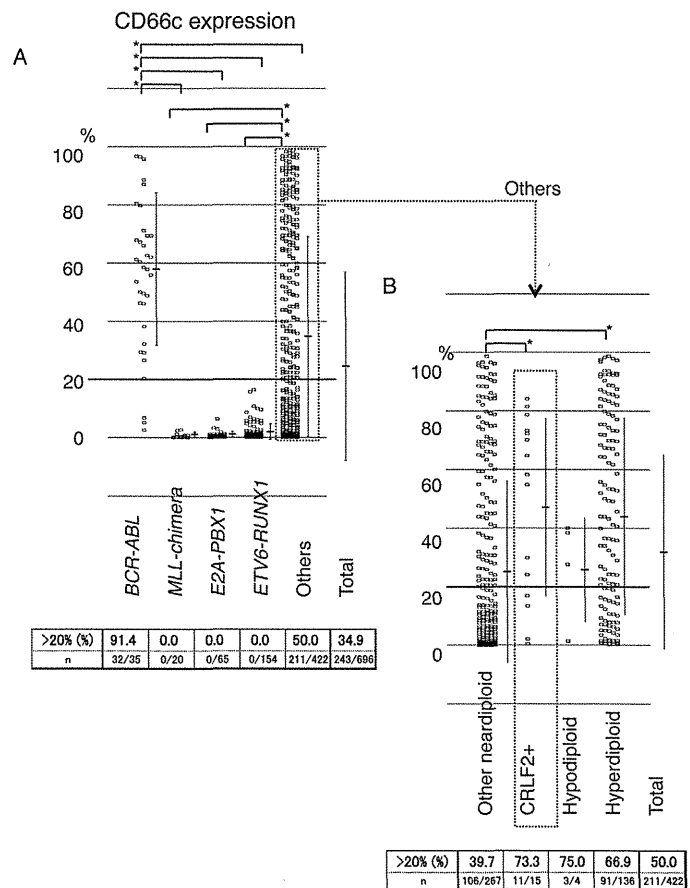 CD66c expression
A
*
*
*
*
*
*
*
%
100
80
60
40
20
0
BCR-ABL
MLL-chimera
E2A-PBX1
ETV6-RUNX1
Others
Total
>20% (%) 91.4 0.0 0.0 0.0 50.0 34.9
n 32/35 0/20 0/65 0/154 211/422 243/696
Others
B
*
*
%
100
80
60
40
20
0
Other neardiploid
CRLF2+
Hypodiploid
Hyperdiploid
Total
>20% (%) 39.7 73.3 75.0 66.9 50.0
n 106/267 11/15 3/4 91/136 211/422